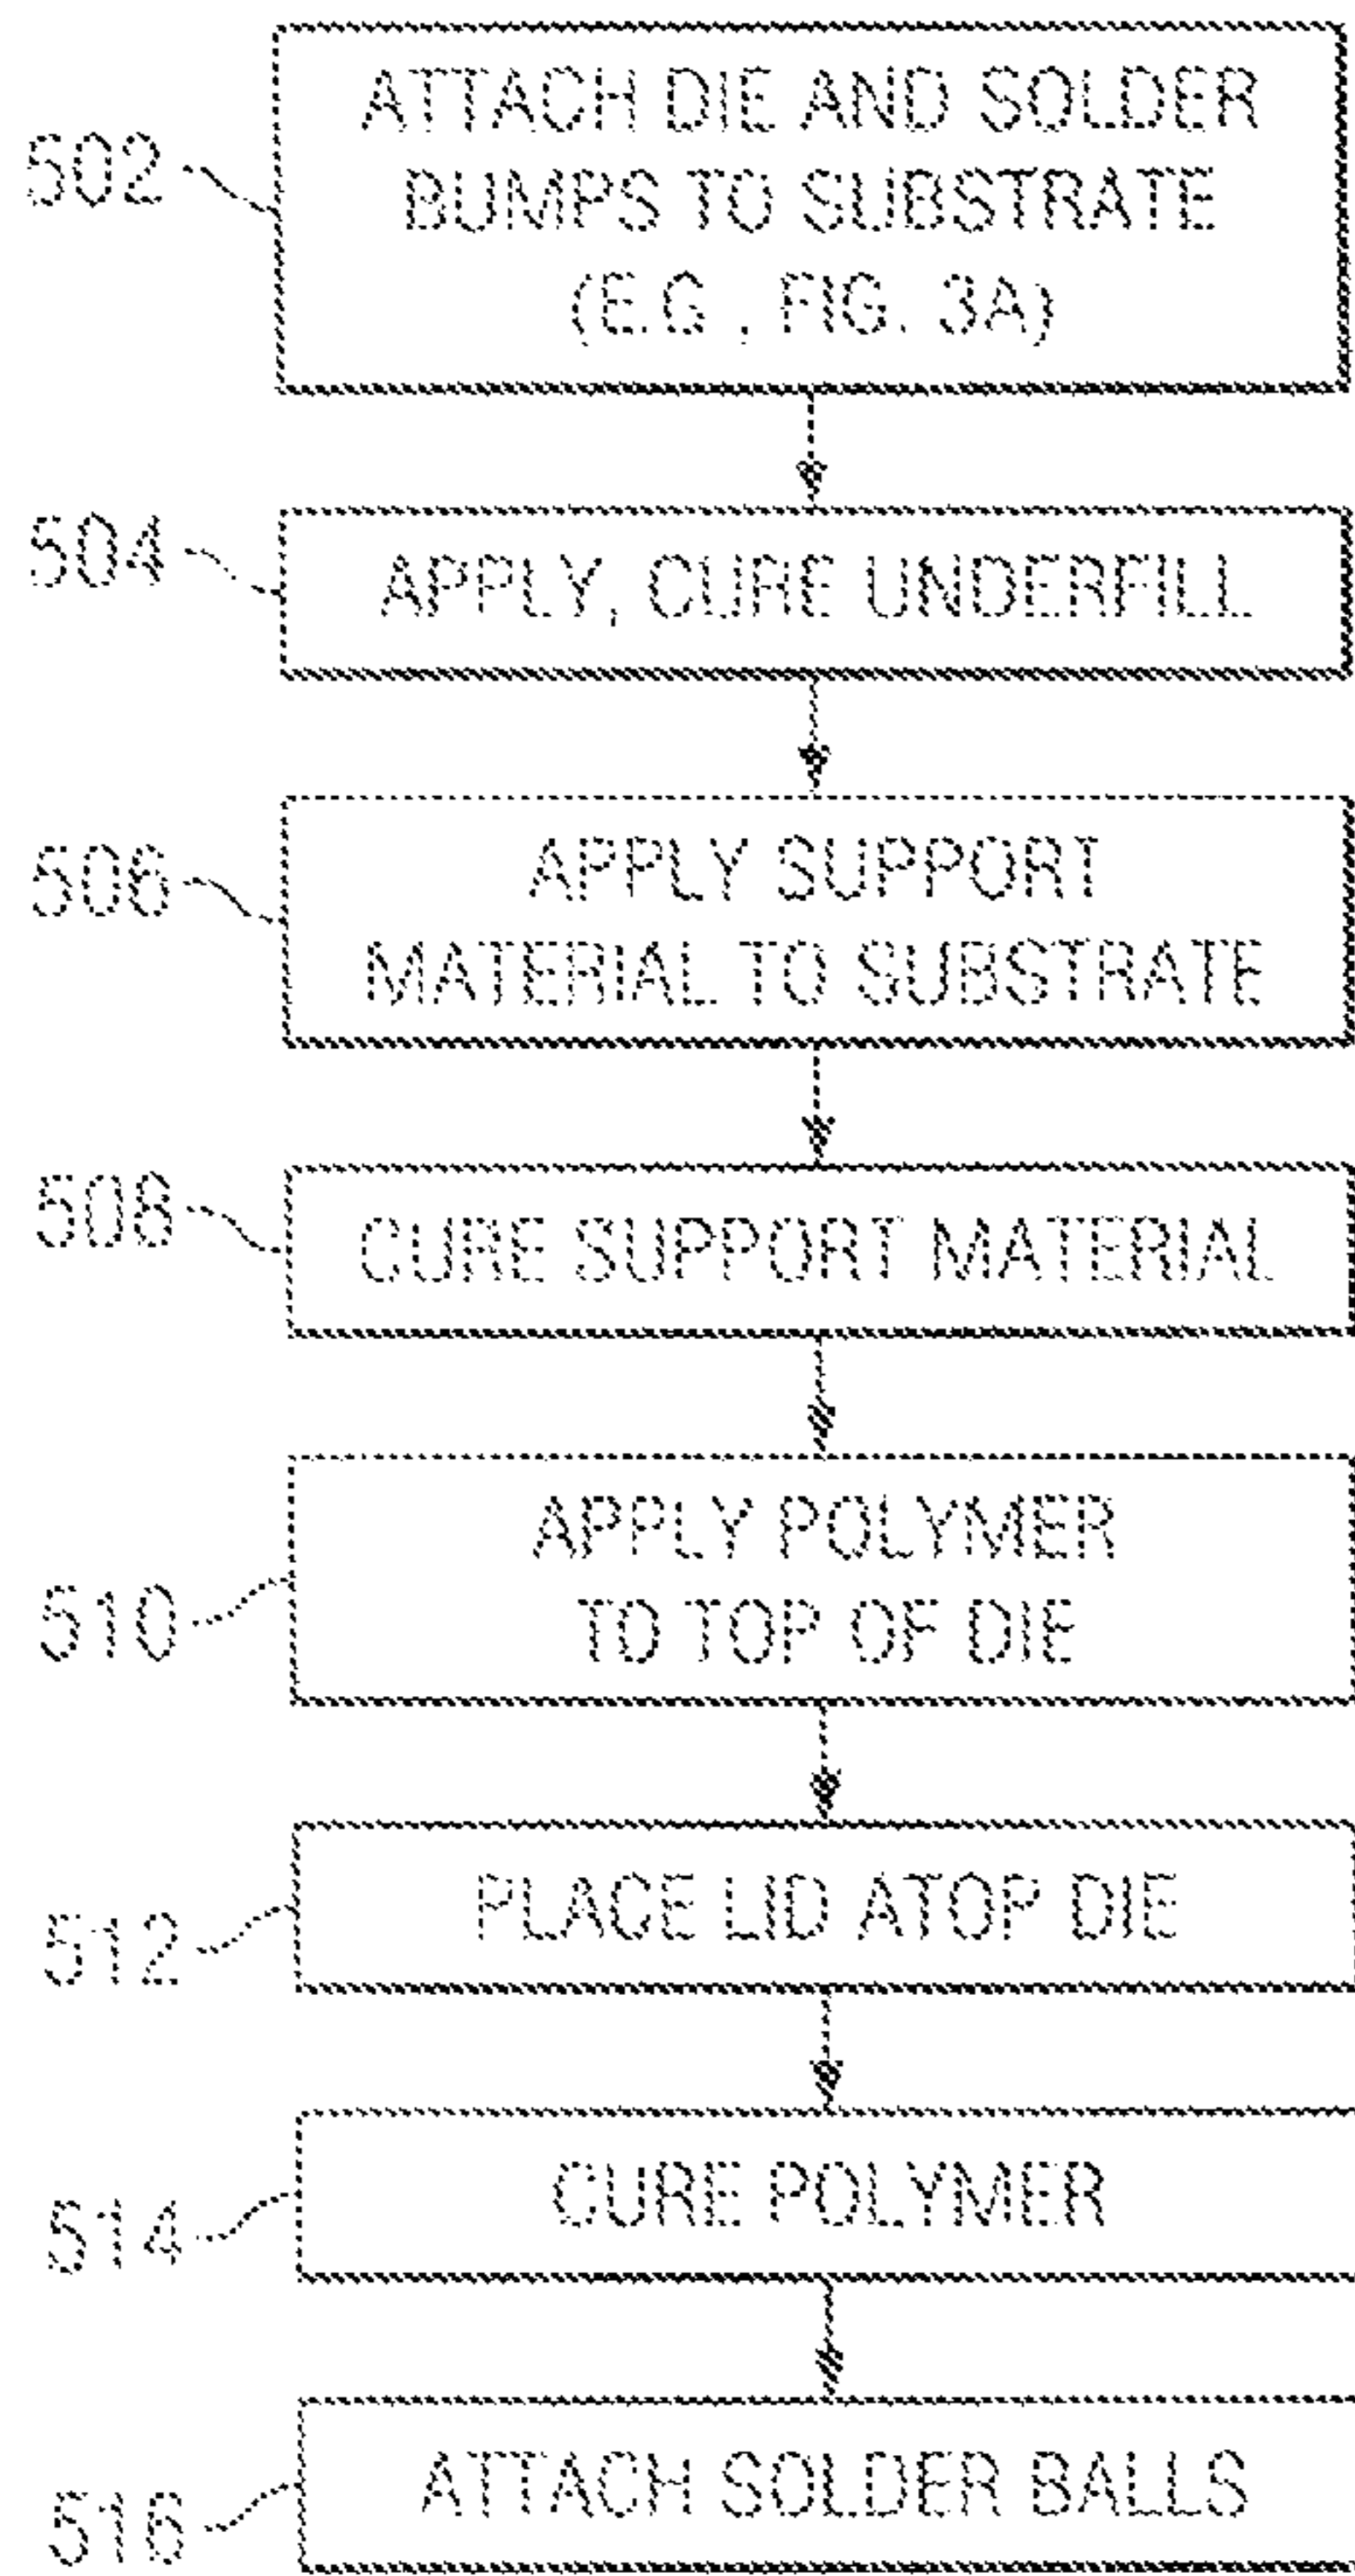 502
ATTACH DIE AND SOLDER
BUMPS TO SUBSTRATE
(E.G., FIG. 3A)
504
APPLY, CURE UNDERFILL
506
APPLY SUPPORT
MATERIAL TO SUBSTRATE
508
CURE SUPPORT MATERIAL
510
APPLY POLYMER
TO TOP OF DIE
512
PLACE LID ATOP DIE
514
CURE POLYMER
516
ATTACH SOLDER BALLS